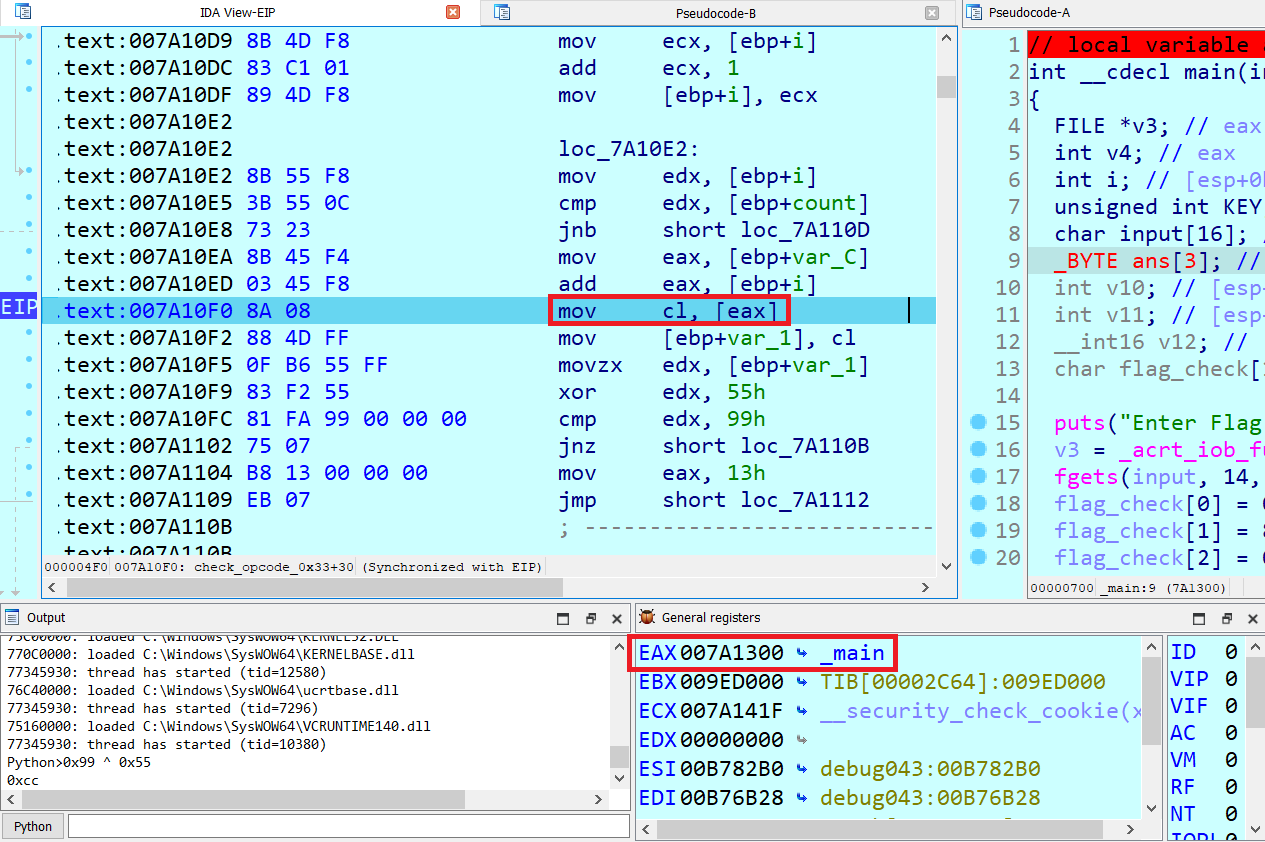 IDA View-EIP
Pseudocode-B
Pseudocode-A
.text:007A10D9 8B 4D F8 mov ecx, [ebp+i]
.text:007A10DC 83 C1 01 add ecx, 1
.text:007A10DF 89 4D F8 mov [ebp+i], ecx
.text:007A10E2
.text:007A10E2 loc_7A10E2:
.text:007A10E2 8B 55 F8 mov edx, [ebp+i]
.text:007A10E5 3B 55 0C cmp edx, [ebp+count]
.text:007A10E8 73 23 jnb short loc_7A110D
.text:007A10EA 8B 45 F4 mov eax, [ebp+var_C]
.text:007A10ED 03 45 F8 add eax, [ebp+i]
EIP
.text:007A10F0 8A 08 mov cl, [eax]
.text:007A10F2 88 4D FF mov [ebp+var_1], cl
.text:007A10F5 0F B6 55 FF movzx edx, [ebp+var_1]
.text:007A10F9 83 F2 55 xor edx, 55h
.text:007A10FC 81 FA 99 00 00 00 cmp edx, 99h
.text:007A1102 75 07 jnz short loc_7A110B
.text:007A1104 B8 13 00 00 00 mov eax, 13h
.text:007A1109 EB 07 jmp short loc_7A1112
.text:007A110B ; ---------------------------
.text:007A110B
000004F0 007A10F0: check_opcode_0x33+30 (Synchronized with EIP)
1 // local variable
2 int __cdecl main(in
3 {
4 FILE *v3; // eax
5 int v4; // eax
6 int i; // [esp+0
7 unsigned int KEY
8 char input[16]; /
9 _BYTE ans[3]; //
10 int v10; // [esp-
11 int v11; // [esp-
12 __int16 v12; //
13 char flag_check[
14
15 puts("Enter Flag
16 v3 = _acrt_iob_fu
17 fgets(input, 14,
18 flag_check[0] =
19 flag_check[1] =
20 flag_check[2] =
00000700 _main:9 (7A1300)
Output
75C00000: loaded C:\Windows\SysWOW64\KERNEL32.DLL
770C0000: loaded C:\Windows\SysWOW64\KERNELBASE.dll
77345930: thread has started (tid=12580)
76C40000: loaded C:\Windows\SysWOW64\ucrtbase.dll
77345930: thread has started (tid=7296)
75160000: loaded C:\Windows\SysWOW64\VCRUNTIME140.dll
77345930: thread has started (tid=10380)
Python>0x99 ^ 0x55
0xcc
Python
General registers
EAX 007A1300 ↳ _main
EBX 009ED000 ↳ TIB[00002C64]:009ED000
ECX 007A141F ↳ __security_check_cookie(x
EDX 00000000 ↳
ESI 00B782B0 ↳ debug043:00B782B0
EDI 00B76B28 ↳ debug043:00B76B28
ID 0
VIP 0
VIF 0
AC 0
VM 0
RF 0
NT 0
IOPL 0